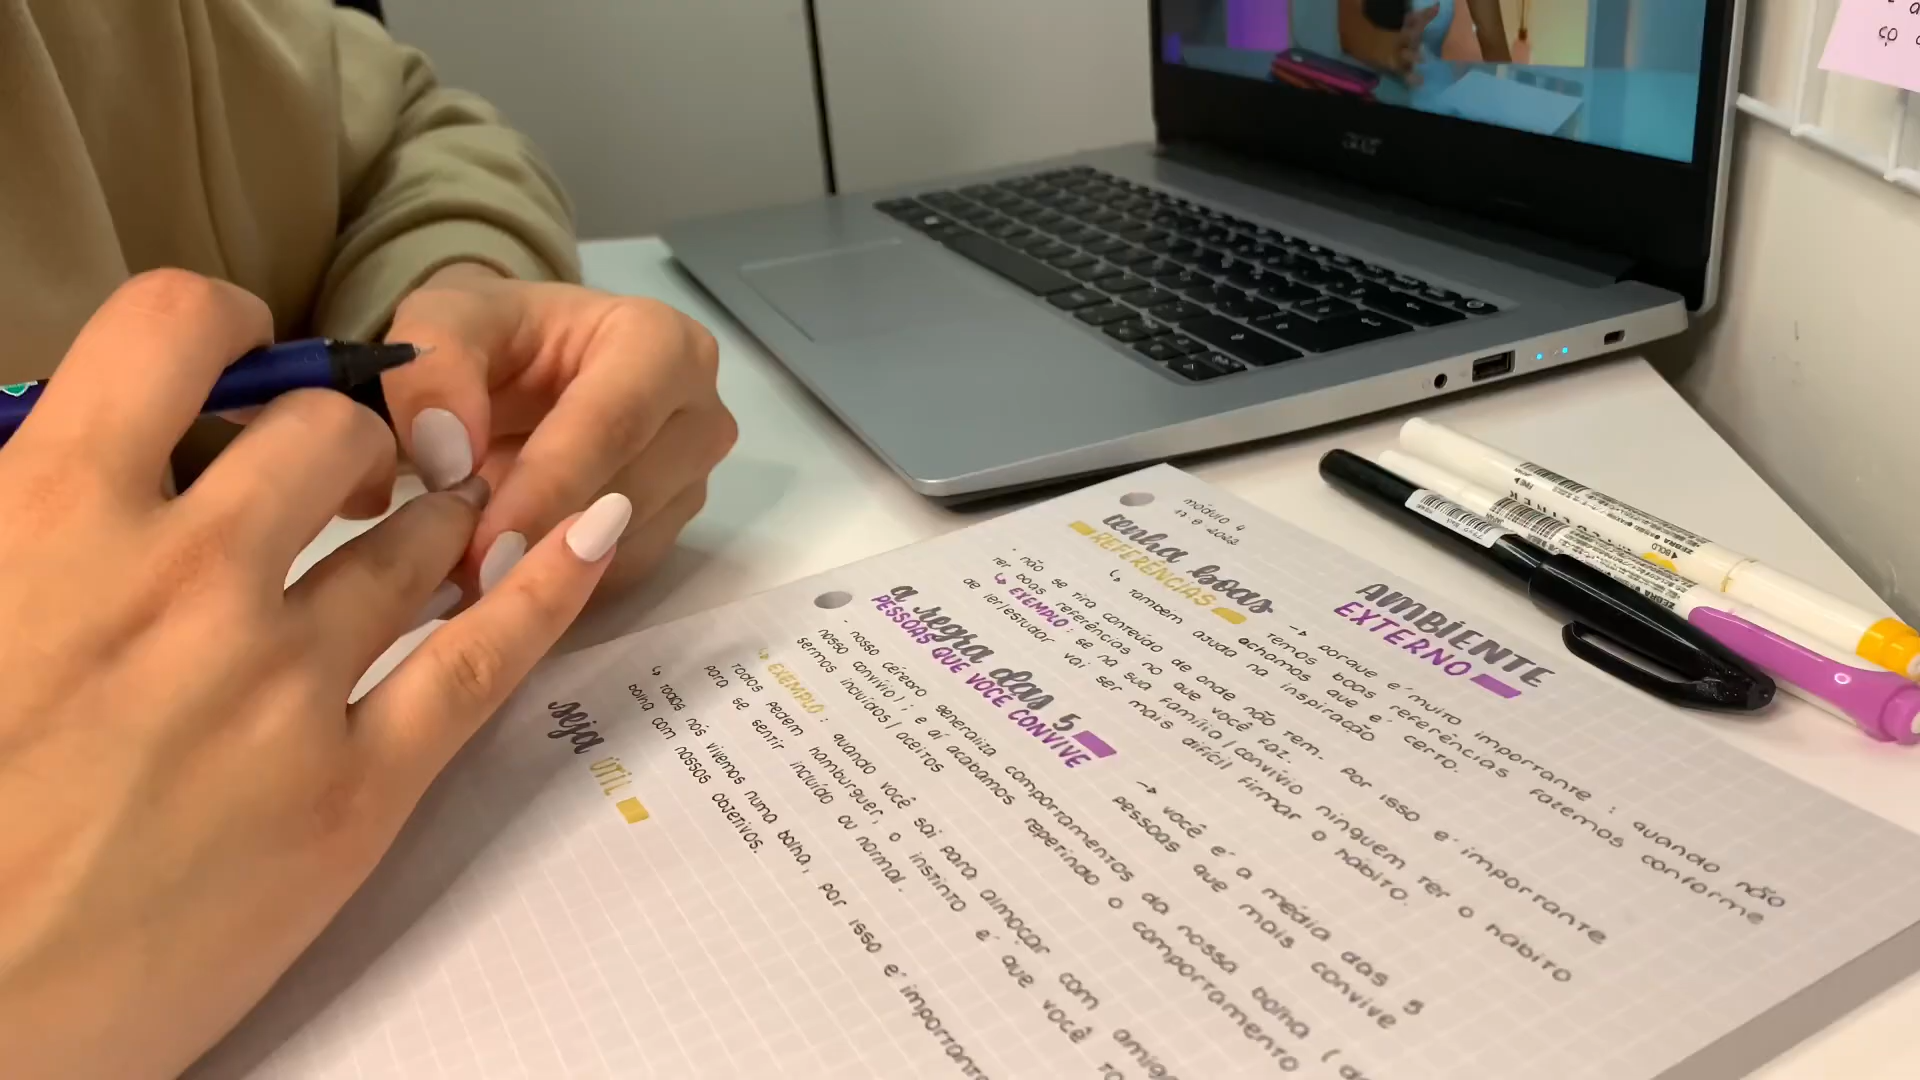 módulo 4
AMBIENTE
EXTERNO
tenha boas
REFERÊNCIAS
→ porque é muito importante : quando não
temos boas referências fazemos conforme
achamos que é certo.
↳ também ajuda na inspiração
· não se tira conteúdo de onde não tem. por isso é importante
ter boas referências no que você faz.
↳ EXEMPLO : se na sua família/convívio ninguém ter o hábito
de ler/estudar vai ser mais difícil firmar o hábito.
a regra das 5
PESSOAS QUE VOCÊ CONVIVE
→ você é a média das 5
pessoas que mais convive
- nosso cérebro generaliza comportamentos da nossa bolha
nosso convívio); e aí acabamos repetindo o comportamento
sermos incluídos/aceitos
↳ EXEMPLO : quando você sai para almoçar com
todos pedem hambúrguer, o instinto é que você
para se sentir incluído ou normal.
↳ todos nós vivemos numa bolha, por isso é
bolha com nossos objetivos.
seja ÚTIL
acer
BOLD
ZEBRA
FINE